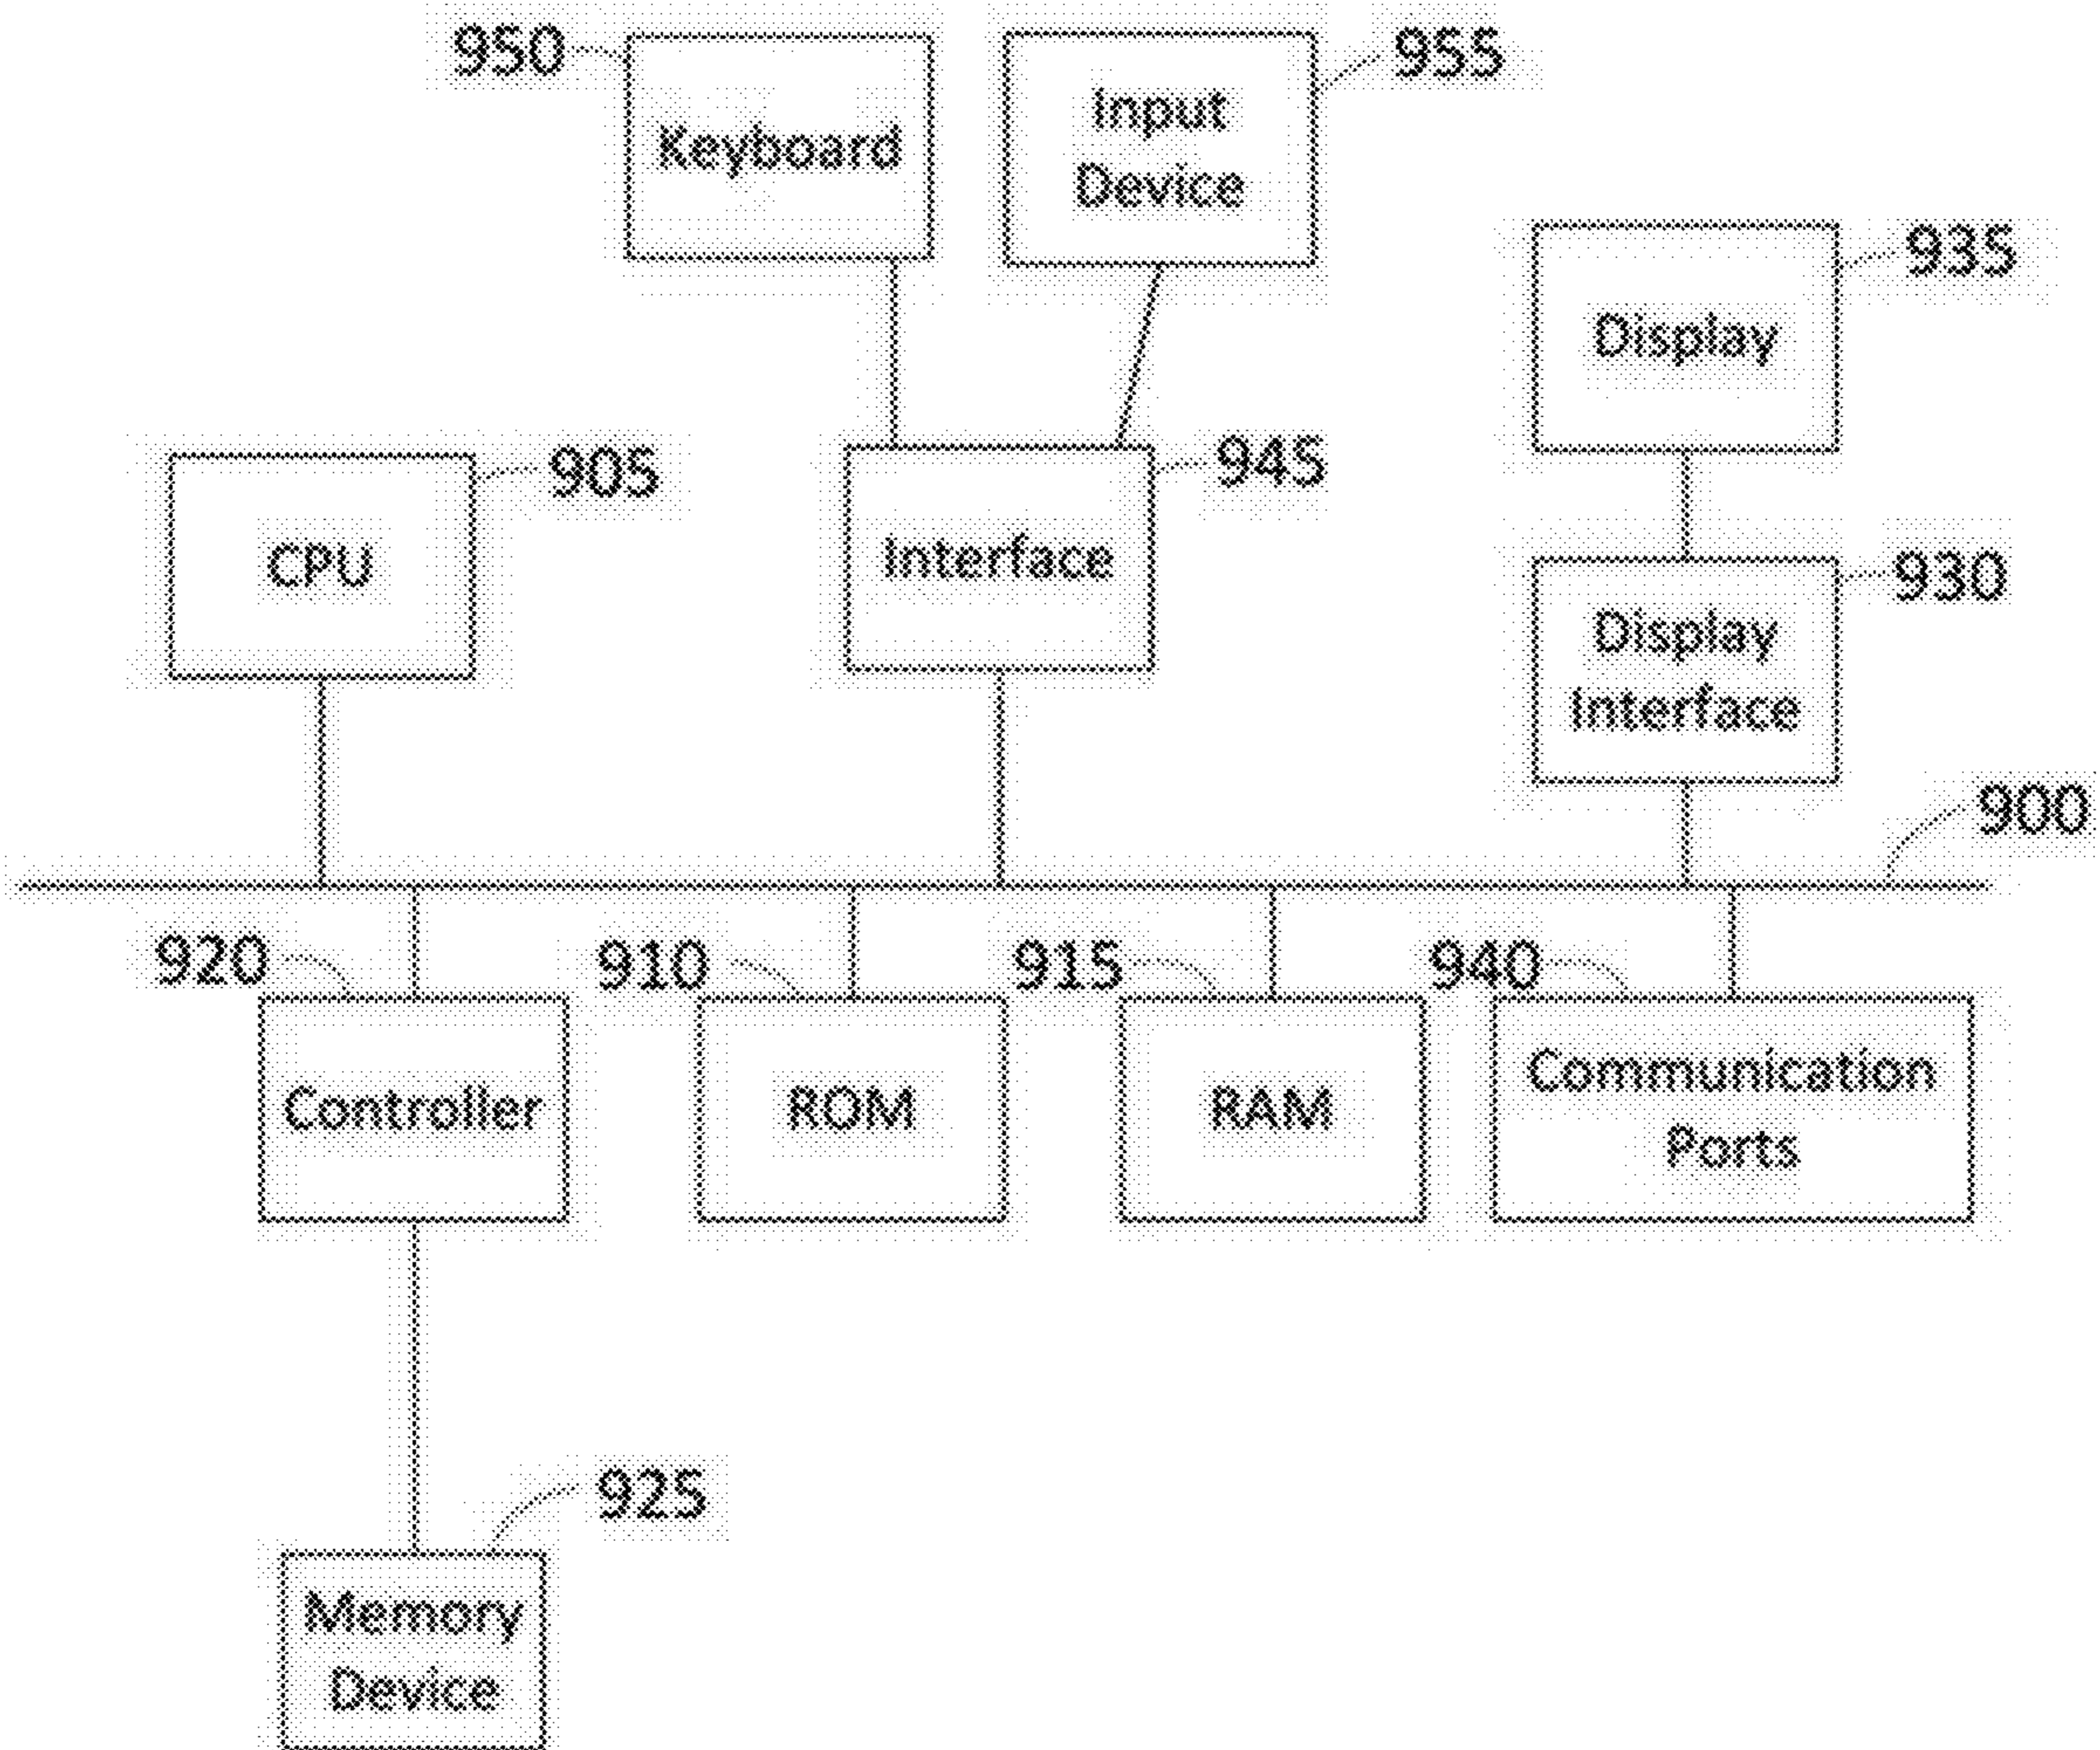 950
Keyboard
Input
Device
955
Display
935
CPU
905
Interface
945
Display
Interface
930
900
920
Controller
910
ROM
915
RAM
940
Communication
Ports
925
Memory
Device